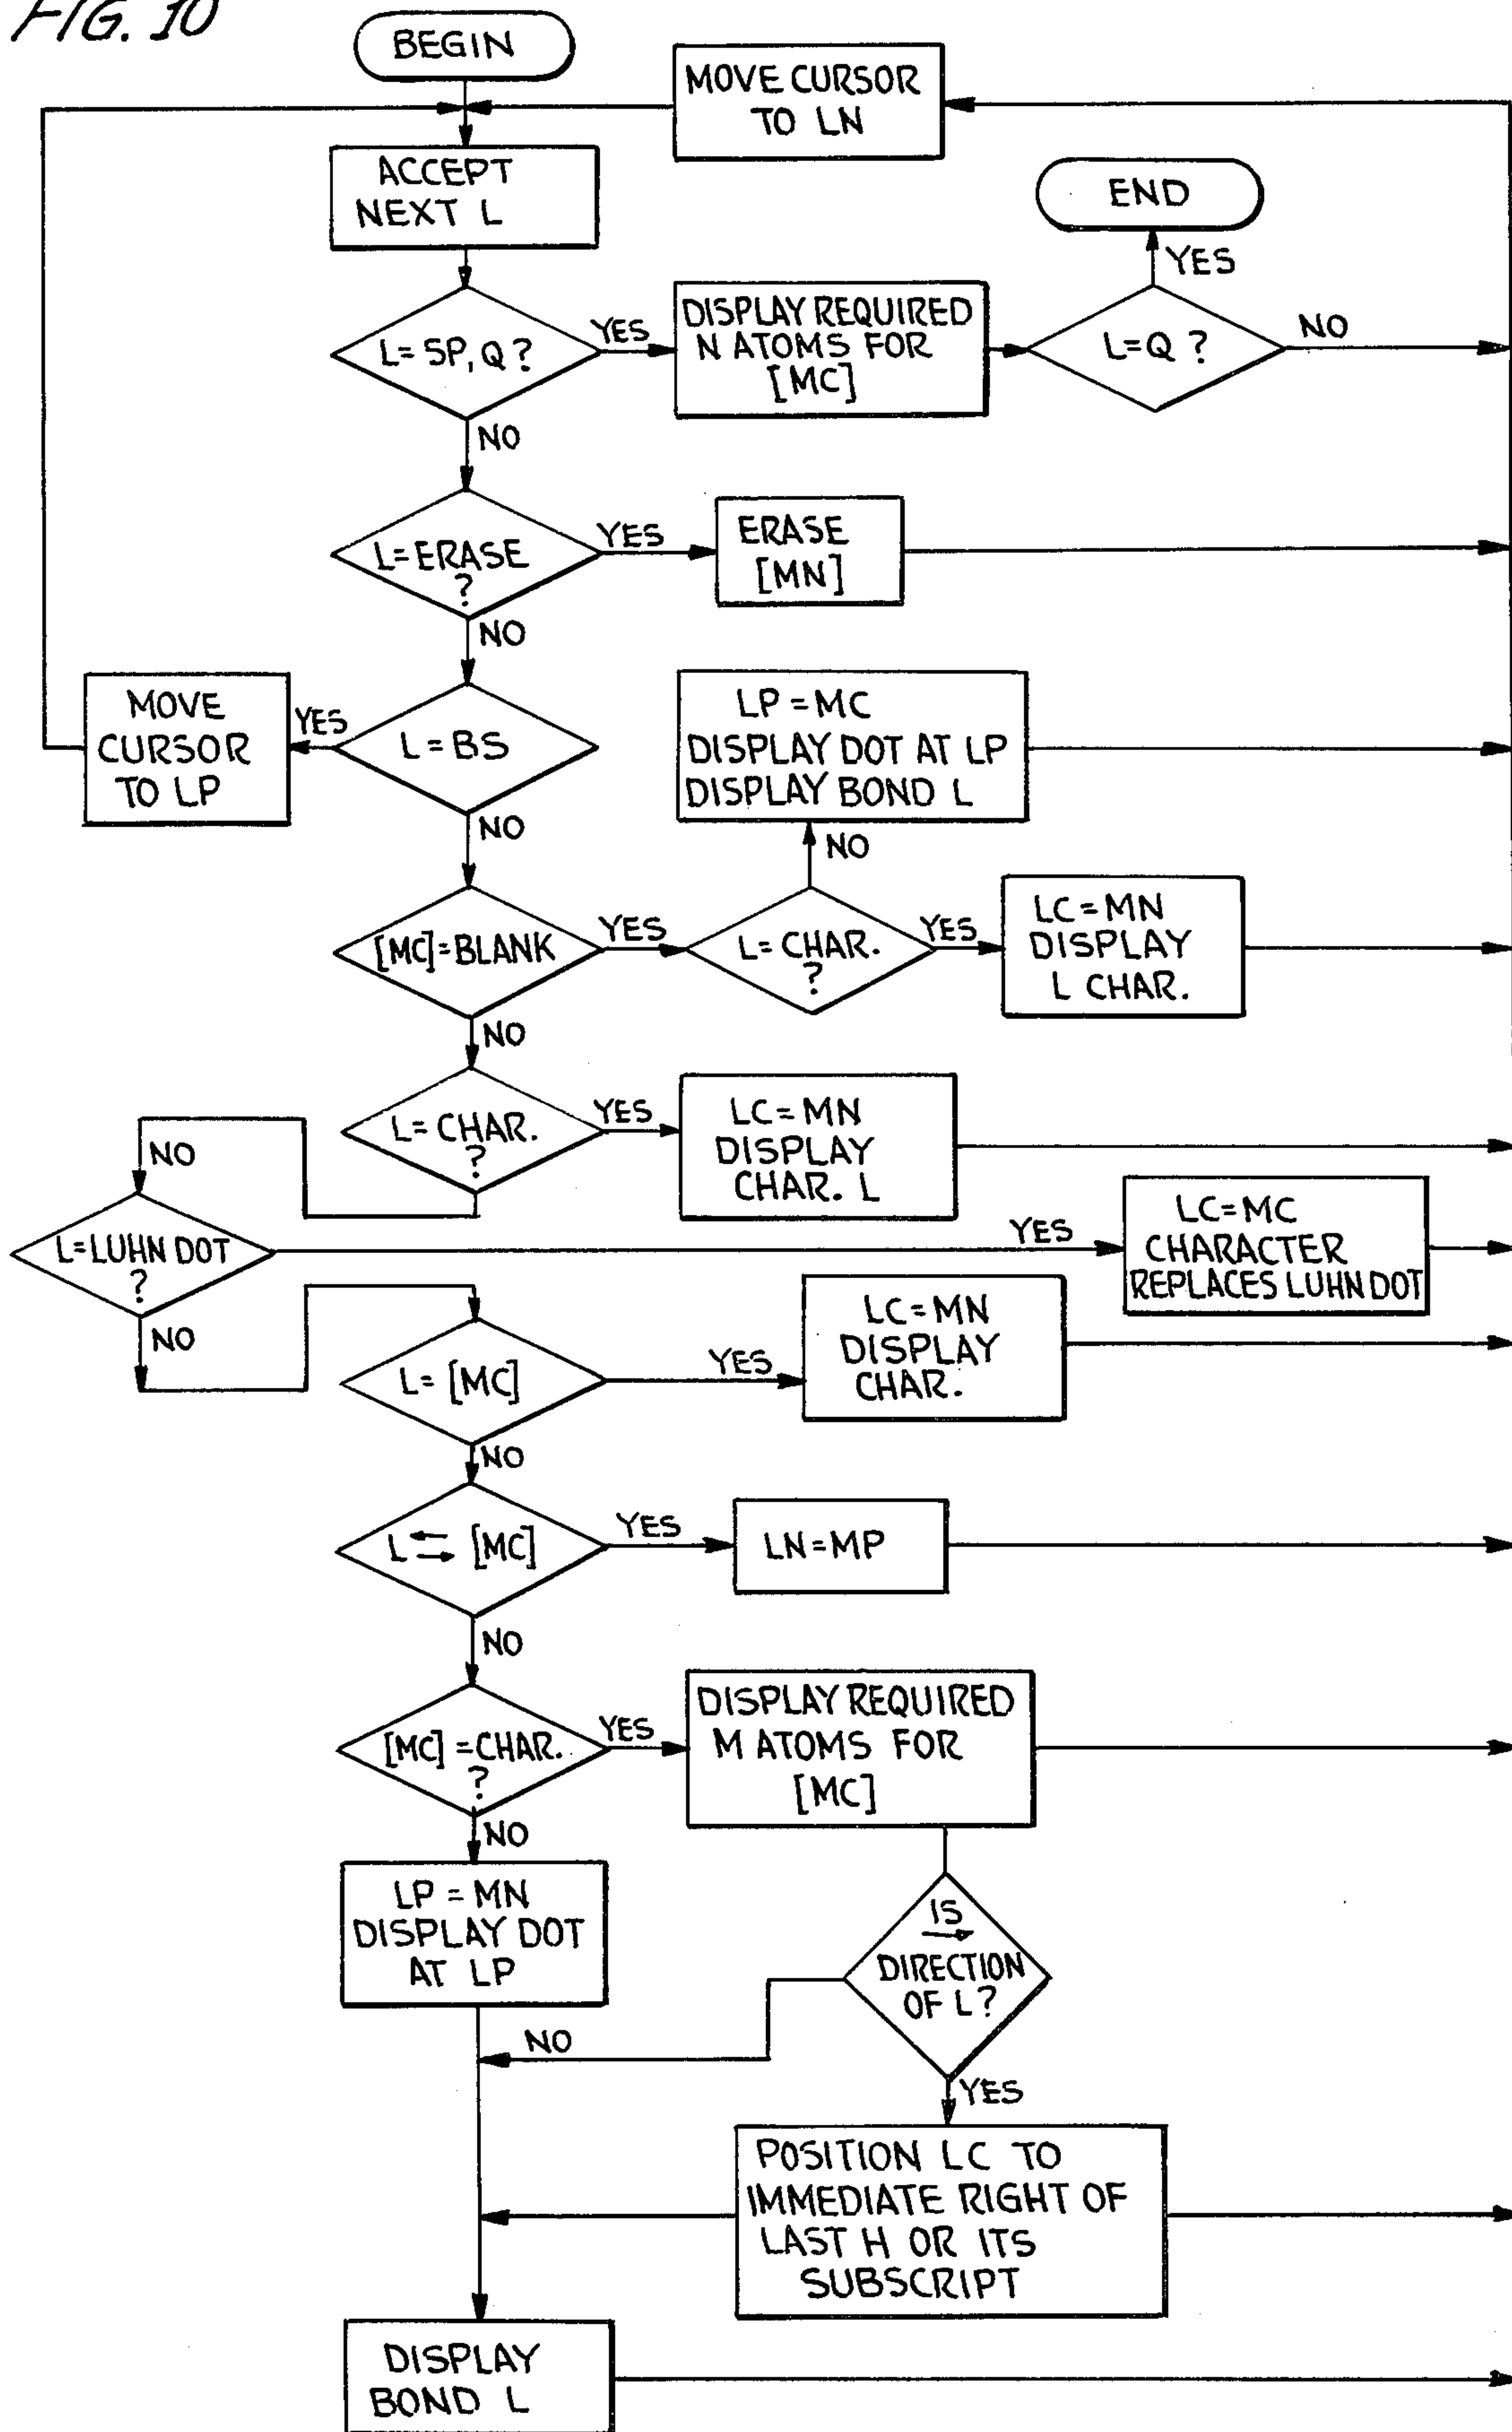 FIG. 10
BEGIN
MOVE CURSOR
TO LN
ACCEPT
NEXT L
END
YES
L=SP, Q ?
YES
DISPLAY REQUIRED
N ATOMS FOR
[MC]
L=Q ?
NO
NO
L=ERASE
?
YES
ERASE
[MN]
NO
MOVE
CURSOR
TO LP
YES
L=BS
LP=MC
DISPLAY DOT AT LP
DISPLAY BOND L
NO
NO
[MC]=BLANK
YES
L=CHAR.
?
YES
LC=MN
DISPLAY
L CHAR.
NO
L=CHAR.
?
YES
LC=MN
DISPLAY
CHAR. L
NO
L=LUHN DOT
?
YES
LC=MC
CHARACTER
REPLACES LUHN DOT
NO
L= [MC]
YES
LC=MN
DISPLAY
CHAR.
NO
L ⇆ [MC]
YES
LN=MP
NO
[MC]=CHAR.
?
YES
DISPLAY REQUIRED
M ATOMS FOR
[MC]
NO
LP=MN
DISPLAY DOT
AT LP
IS
→
DIRECTION
OF L?
NO
YES
POSITION LC TO
IMMEDIATE RIGHT OF
LAST H OR ITS
SUBSCRIPT
DISPLAY
BOND L